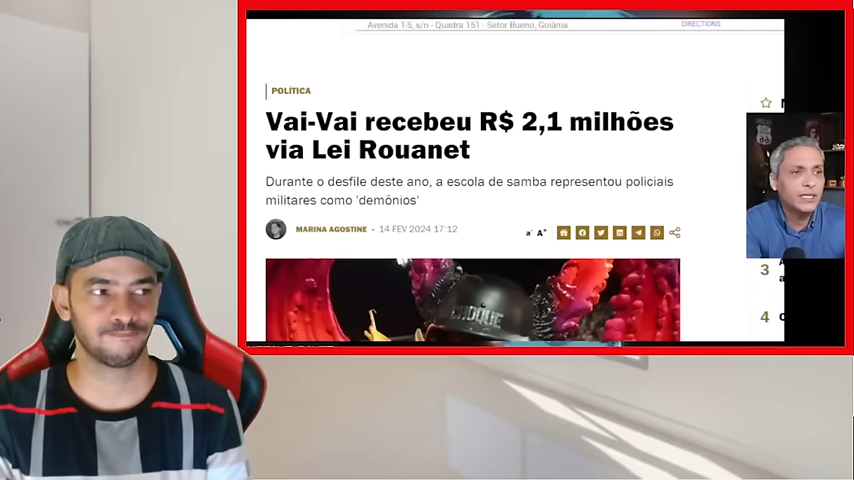 Avenida T-5, s/n - Quadra 151 - Setor Bueno, Goiânia
DIRECTIONS
POLÍTICA
Vai-Vai recebeu R$ 2,1 milhões
via Lei Rouanet
Durante o desfile deste ano, a escola de samba representou policiais
militares como 'demônios'
MARINA AGOSTINE - 14 FEV 2024 17:12
a- A+
CHOQUE
3
4